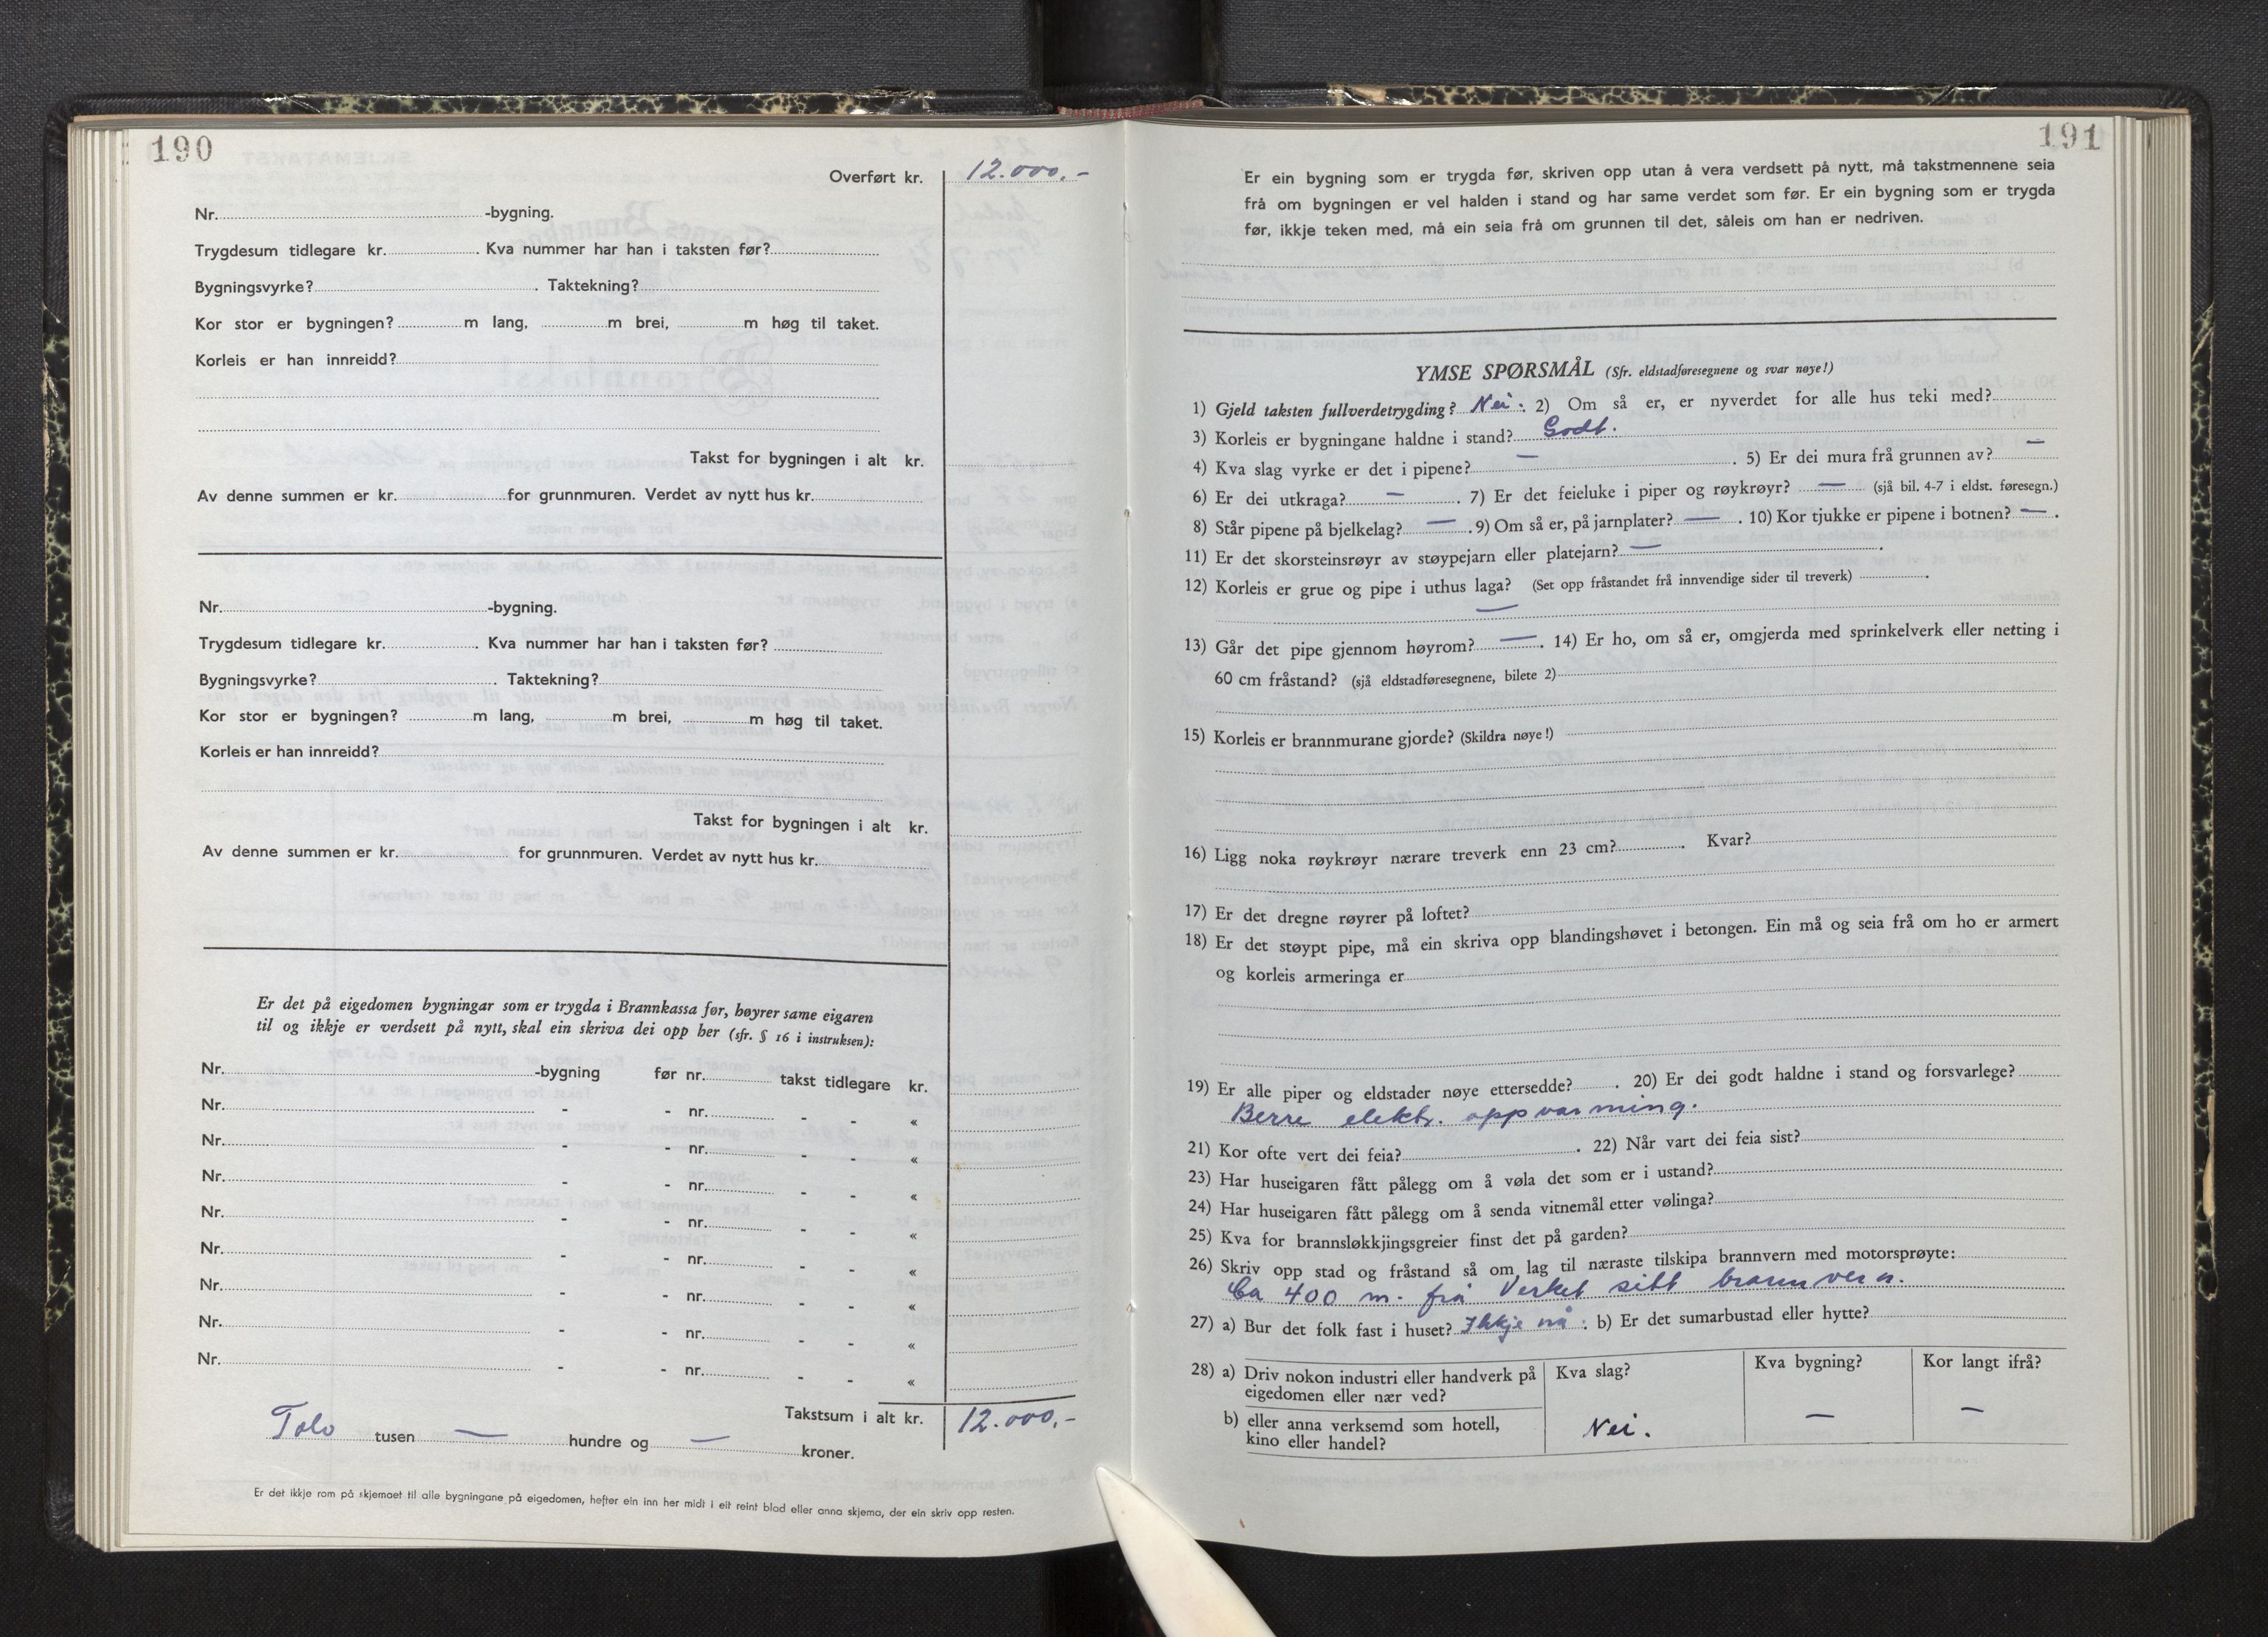 190
Overført kr. 12.000,-
Nr. -bygning.
Trygdesum tidlegare kr. . Kva nummer har han i taksten før?
Bygningsvyrke? . Taktekning?
Kor stor er bygningen? m lang, m brei, m høg til taket.
Korleis er han innreidd?
Takst for bygningen i alt kr.
Av denne summen er kr. for grunnmuren. Verdet av nytt hus kr.
Nr. -bygning.
Trygdesum tidlegare kr. . Kva nummer har han i taksten før?
Bygningsvyrke? . Taktekning?
Kor stor er bygningen? m lang, m brei, m høg til taket.
Korleis er han innreidd?
Takst for bygningen i alt kr.
Av denne summen er kr. for grunnmuren. Verdet av nytt hus kr.
Er det på eigedomen bygningar som er trygda i Brannkassa før, høyrer same eigaren
til og ikkje er verdsett på nytt, skal ein skriva dei opp her (sfr. § 16 i instruksen):
Nr. -bygning før nr. takst tidlegare kr.
Nr. - - nr. - - «
Nr. - - nr. - - «
Nr. - - nr. - - «
Nr. - - nr. - - «
Nr. - - nr. - - «
Nr. - - nr. - - «
Nr. - - nr. - - «
Nr. - - nr. - - «
Takstsum i alt kr. 12.000,-
Tolv tusen — hundre og — kroner.
Er det ikkje rom på skjemaet til alle bygningane på eigedomen, hefter ein inn her midt i eit reint blad eller anna skjema, der ein skriv opp resten.
191
Er ein bygning som er trygda før, skriven opp utan å vera verdsett på nytt, må takstmennene seia
frå om bygningen er vel halden i stand og har same verdet som før. Er ein bygning som er trygda
før, ikkje teken med, må ein seia frå om grunnen til det, såleis om han er nedriven.
YMSE SPØRSMÅL (Sfr. eldstadføresegnene og svar nøye!)
1) Gjeld taksten fullverdetrygding? Nei. 2) Om så er, er nyverdet for alle hus teki med?
3) Korleis er bygningane haldne i stand? Godt.
4) Kva slag vyrke er det i pipene? — . 5) Er dei mura frå grunnen av? —
6) Er dei utkraga? — . 7) Er det feieluke i piper og røykrøyr? — (sjå bil. 4-7 i eldst. føresegn.)
8) Står pipene på bjelkelag? — . 9) Om så er, på jarnplater? — . 10) Kor tjukke er pipene i botnen? — .
11) Er det skorsteinsrøyr av støypejarn eller platejarn? — .
12) Korleis er grue og pipe i uthus laga? (Set opp fråstandet frå innvendige sider til treverk) .
—
13) Går det pipe gjennom høyrom? — . 14) Er ho, om så er, omgjerda med sprinkelverk eller netting i
60 cm fråstand? (sjå eldstadføresegnene, bilete 2)
15) Korleis er brannmurane gjorde? (Skildra nøye!)
16) Ligg noka røykrøyr nærare treverk enn 23 cm? . Kvar?
17) Er det dregne røyrer på loftet?
18) Er det støypt pipe, må ein skriva opp blandingshøvet i betongen. Ein må og seia frå om ho er armert
og korleis armeringa er
19) Er alle piper og eldstader nøye ettersedde? . 20) Er dei godt haldne i stand og forsvarlege?
Berre elektr. oppvarming.
21) Kor ofte vert dei feia? . 22) Når vart dei feia sist?
23) Har huseigaren fått pålegg om å vøla det som er i ustand?
24) Har huseigaren fått pålegg om å senda vitnemål etter vølinga?
25) Kva for brannsløkkjingsgreier finst det på garden?
26) Skriv opp stad og fråstand så om lag til næraste tilskipa brannvern med motorsprøyte:
Ca 400 m. frå Verket sitt brannvern.
27) a) Bur det folk fast i huset? Ikkje nå. b) Er det sumarbustad eller hytte?
28) a) Driv nokon industri eller handverk på
eigedomen eller nær ved?
b) eller anna verksemd som hotell,
kino eller handel?
Kva slag? Kva bygning? Kor langt ifrå?
Nei. — —